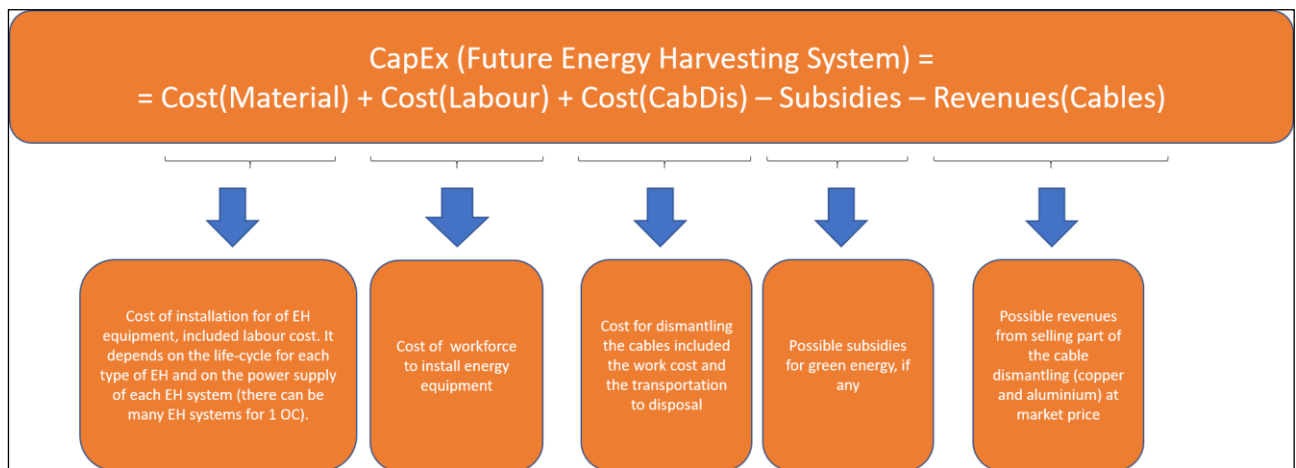 CapEx (Future Energy Harvesting System) =
= Cost(Material) + Cost(Labour) + Cost(CabDis) – Subsidies – Revenues(Cables)
Cost of installation for of EH
equipment, included labour cost. It
depends on the life-cycle for each
type of EH and on the power supply
of each EH system (there can be
many EH systems for 1 OC).
Cost of workforce
to install energy
equipment
Cost for dismantling
the cables included
the work cost and
the transportation
to disposal
Possible subsidies
for green energy, if
any
Possible revenues
from selling part of
the cable
dismantling (copper
and aluminium) at
market price